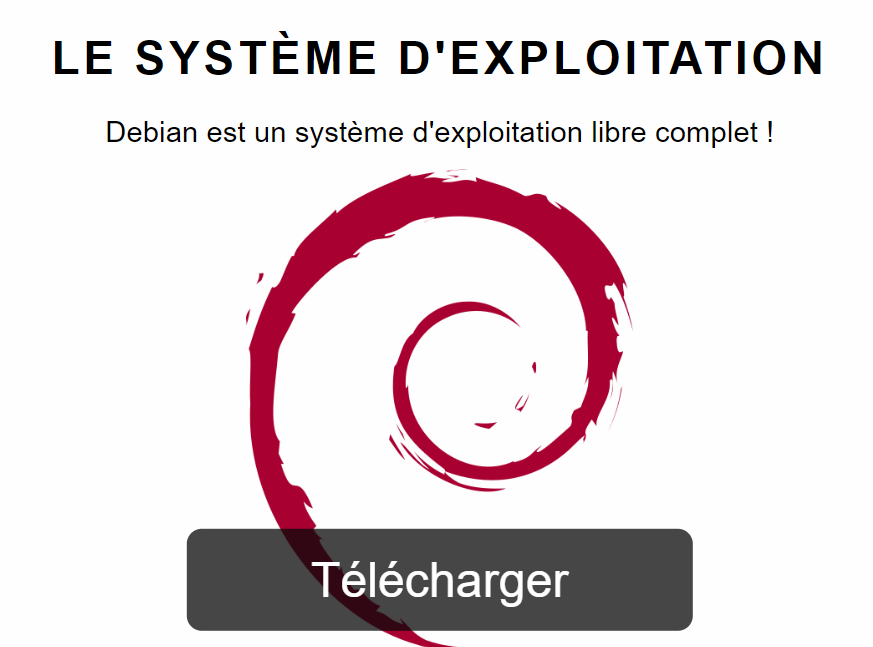 LE SYSTÈME D'EXPLOITATION
Debian est un système d'exploitation libre complet !
Télécharger